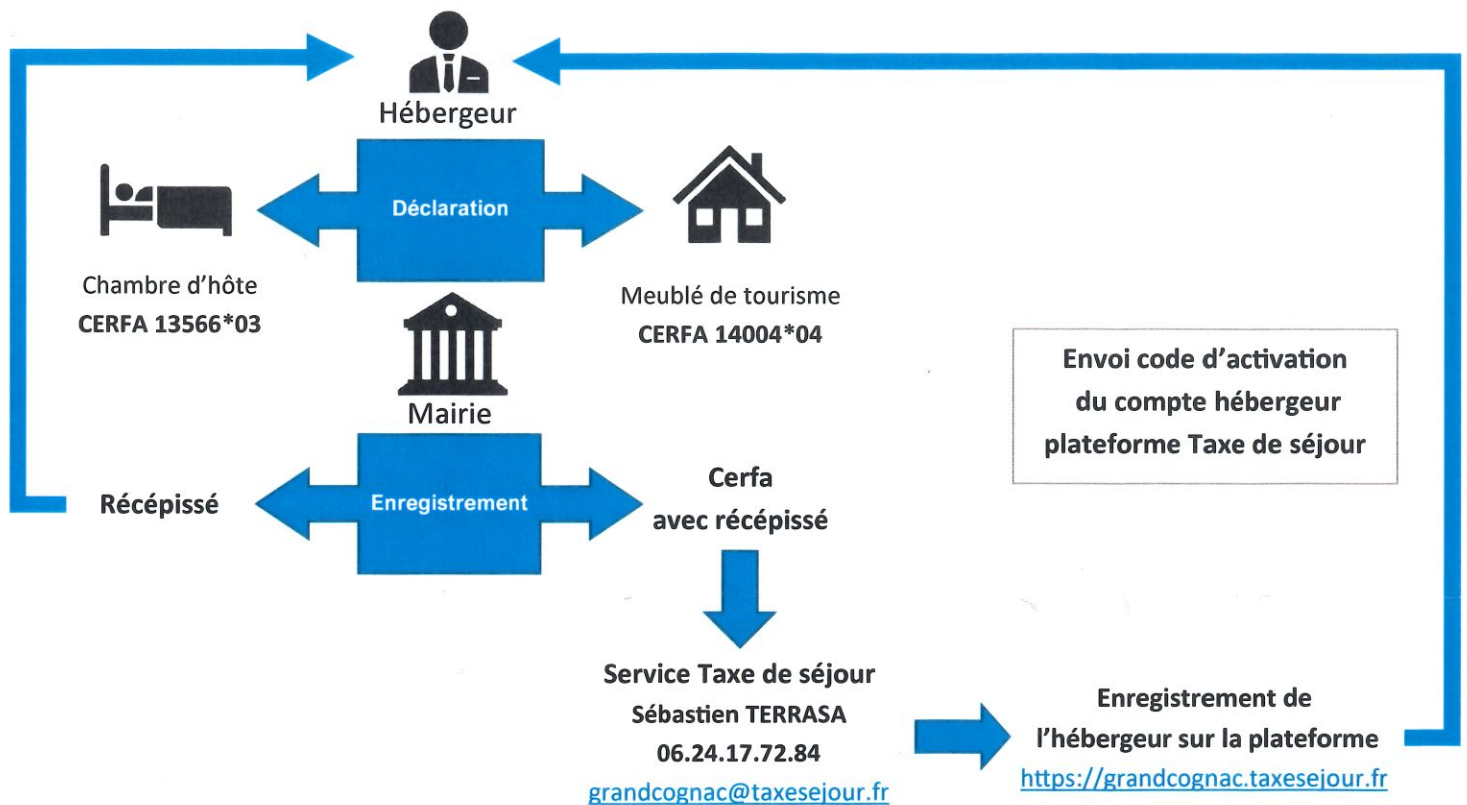 Hébergeur
Déclaration
Chambre d'hôte
CERFA 13566*03
Meublé de tourisme
CERFA 14004*04
Mairie
Envoi code d'activation
du compte hébergeur
plateforme Taxe de séjour
Récépissé
Enregistrement
Cerfa
avec récépissé
Service Taxe de séjour
Sébastien TERRASA
06.24.17.72.84
grandcognac@taxesejour.fr
Enregistrement de
l'hébergeur sur la plateforme
https://grandcognac.taxesejour.fr